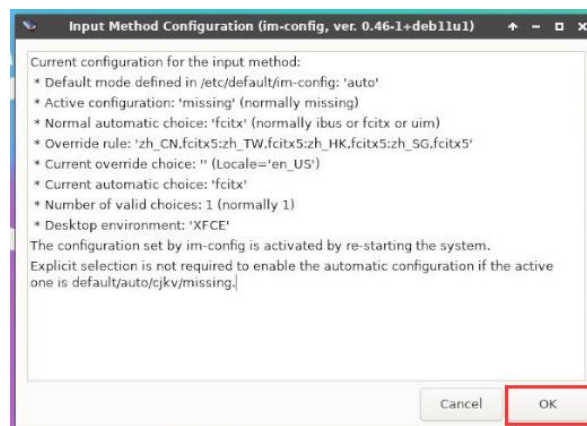 Input Method Configuration (im-config, ver. 0.46-1+deb11u1)
Current configuration for the input method:
* Default mode defined in /etc/default/im-config: 'auto'
* Active configuration: 'missing' (normally missing)
* Normal automatic choice: 'fcitx' (normally ibus or fcitx or uim)
* Override rule: 'zh_CN,fcitx5:zh_TW,fcitx5:zh_HK,fcitx5:zh_SG,fcitx5'
* Current override choice: '' (Locale='en_US')
* Current automatic choice: 'fcitx'
* Number of valid choices: 1 (normally 1)
* Desktop environment: 'XFCE'
The configuration set by im-config is activated by re-starting the system.
Explicit selection is not required to enable the automatic configuration if the active
one is default/auto/cjkv/missing.
Cancel
OK